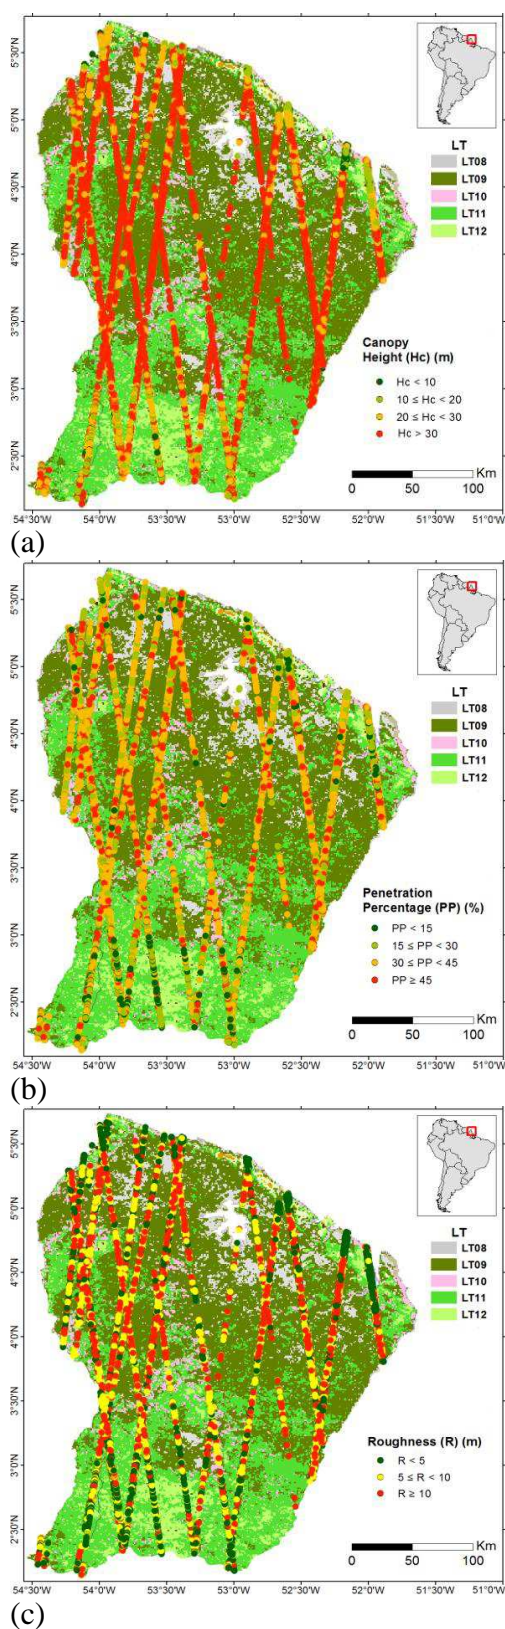 5°30'N
5°0'N
4°30'N
4°0'N
3°30'N
3°0'N
2°30'N
LT
LT08
LT09
LT10
LT11
LT12
Canopy
Height (Hc) (m)
Hc < 10
10 ≤ Hc < 20
20 ≤ Hc < 30
Hc > 30
Km
0 50 100
54°30'W 54°0'W 53°30'W 53°0'W 52°30'W 52°0'W 51°30'W 51°0'W
(a)
5°30'N
5°0'N
4°30'N
4°0'N
3°30'N
3°0'N
2°30'N
LT
LT08
LT09
LT10
LT11
LT12
Penetration
Percentage (PP) (%)
PP < 15
15 ≤ PP < 30
30 ≤ PP < 45
PP ≥ 45
Km
0 50 100
54°30'W 54°0'W 53°30'W 53°0'W 52°30'W 52°0'W 51°30'W 51°0'W
(b)
5°30'N
5°0'N
4°30'N
4°0'N
3°30'N
3°0'N
2°30'N
LT
LT08
LT09
LT10
LT11
LT12
Roughness (R) (m)
R < 5
5 ≤ R < 10
R ≥ 10
Km
0 50 100
54°30'W 54°0'W 53°30'W 53°0'W 52°30'W 52°0'W 51°30'W 51°0'W
(c)